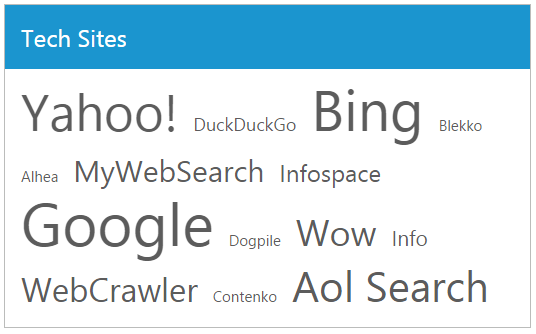 Tech Sites
Yahoo! DuckDuckGo Bing Blekko
Alhea MyWebSearch Infospace
Google Dogpile Wow Info
WebCrawler Contenko Aol Search